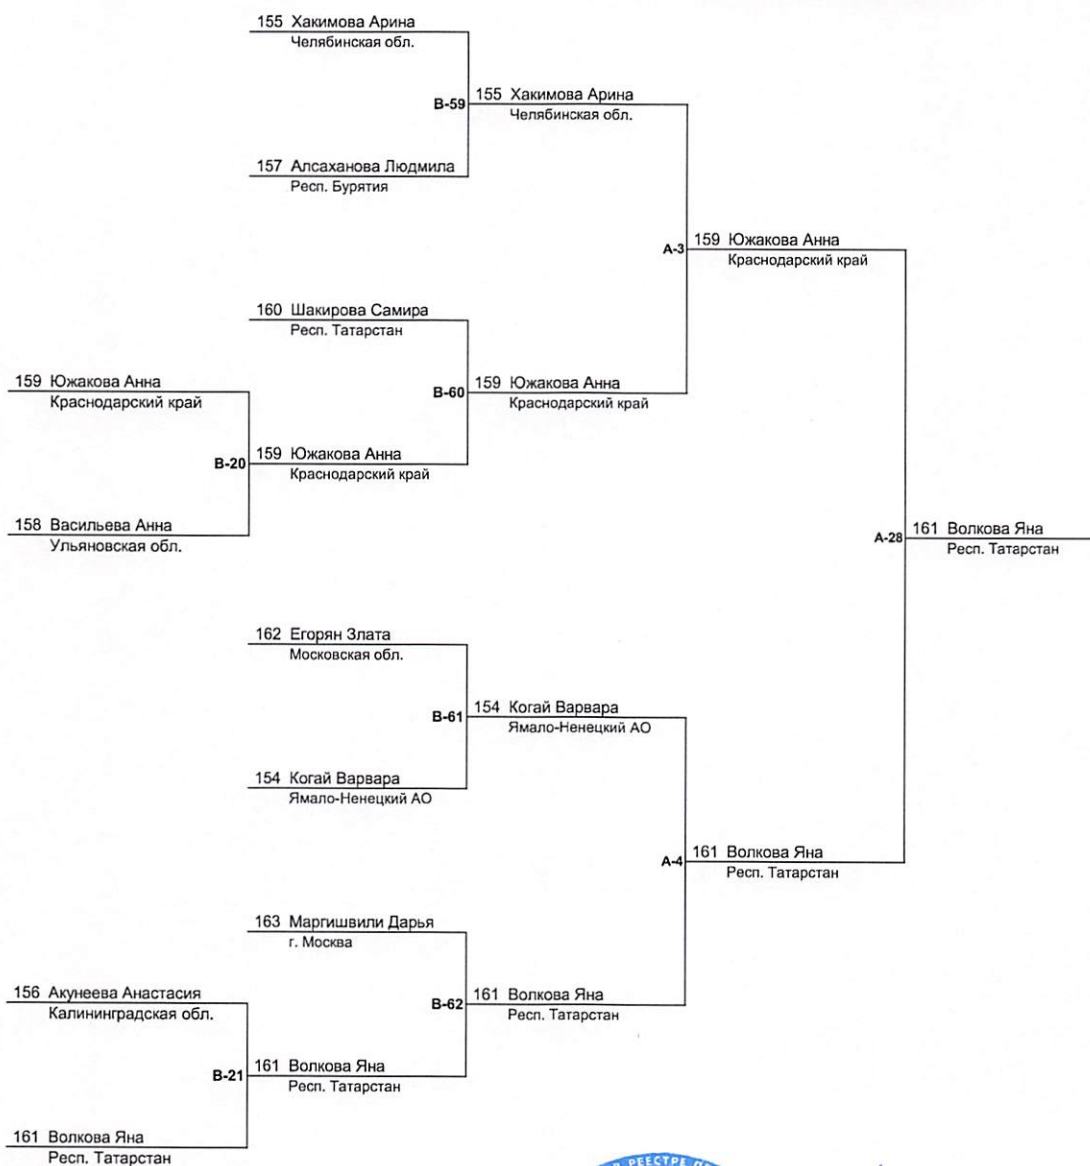 155 Хакимова Арина
Челябинская обл.
B-59
155 Хакимова Арина
Челябинская обл.
157 Алсаханова Людмила
Респ. Бурятия
A-3
159 Южакова Анна
Краснодарский край
160 Шакирова Самира
Респ. Татарстан
159 Южакова Анна
Краснодарский край
B-60
159 Южакова Анна
Краснодарский край
B-20
159 Южакова Анна
Краснодарский край
158 Васильева Анна
Ульяновская обл.
A-28
161 Волкова Яна
Респ. Татарстан
162 Егорян Злата
Московская обл.
B-61
154 Когай Варвара
Ямало-Ненецкий АО
154 Когай Варвара
Ямало-Ненецкий АО
A-4
161 Волкова Яна
Респ. Татарстан
163 Маргишвили Дарья
г. Москва
156 Акунеева Анастасия
Калининградская обл.
B-62
161 Волкова Яна
Респ. Татарстан
B-21
161 Волкова Яна
Респ. Татарстан
161 Волкова Яна
Респ. Татарстан
РЕЕСТРЕ